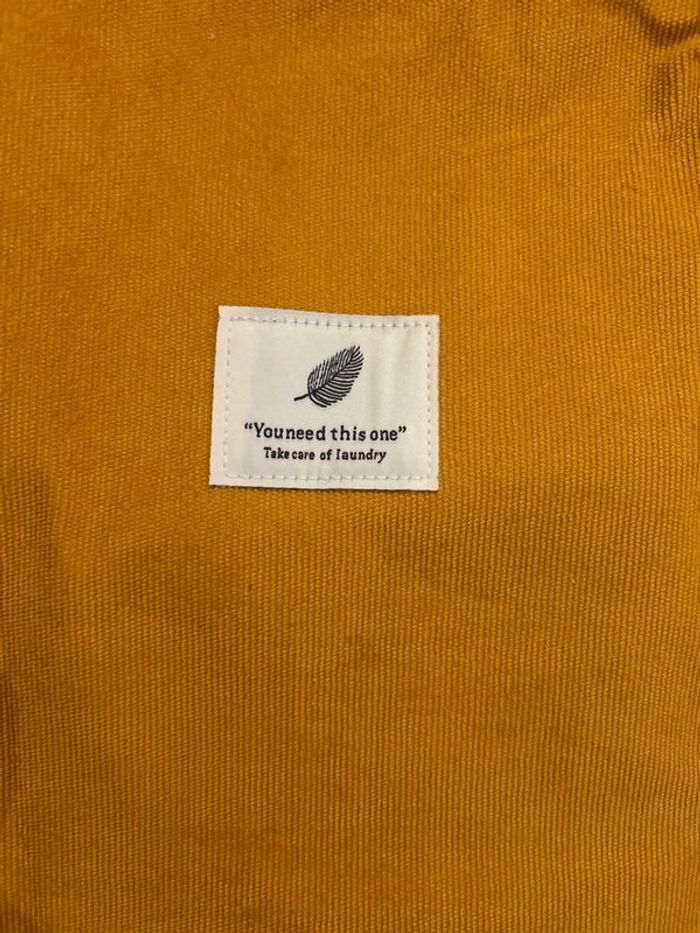 “Youneed this one”
Take care of laundry